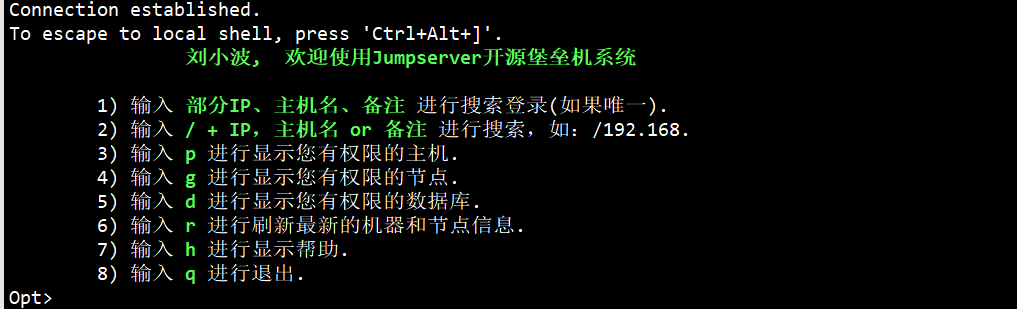 Connection established.
To escape to local shell, press 'Ctrl+Alt+]'.
刘小波, 欢迎使用Jumpserver开源堡垒机系统
1) 输入 部分IP、主机名、备注 进行搜索登录(如果唯一).
2) 输入 / + IP，主机名 or 备注 进行搜索，如：/192.168.
3) 输入 p 进行显示您有权限的主机.
4) 输入 g 进行显示您有权限的节点.
5) 输入 d 进行显示您有权限的数据库.
6) 输入 r 进行刷新最新的机器和节点信息.
7) 输入 h 进行显示帮助.
8) 输入 q 进行退出.
Opt>